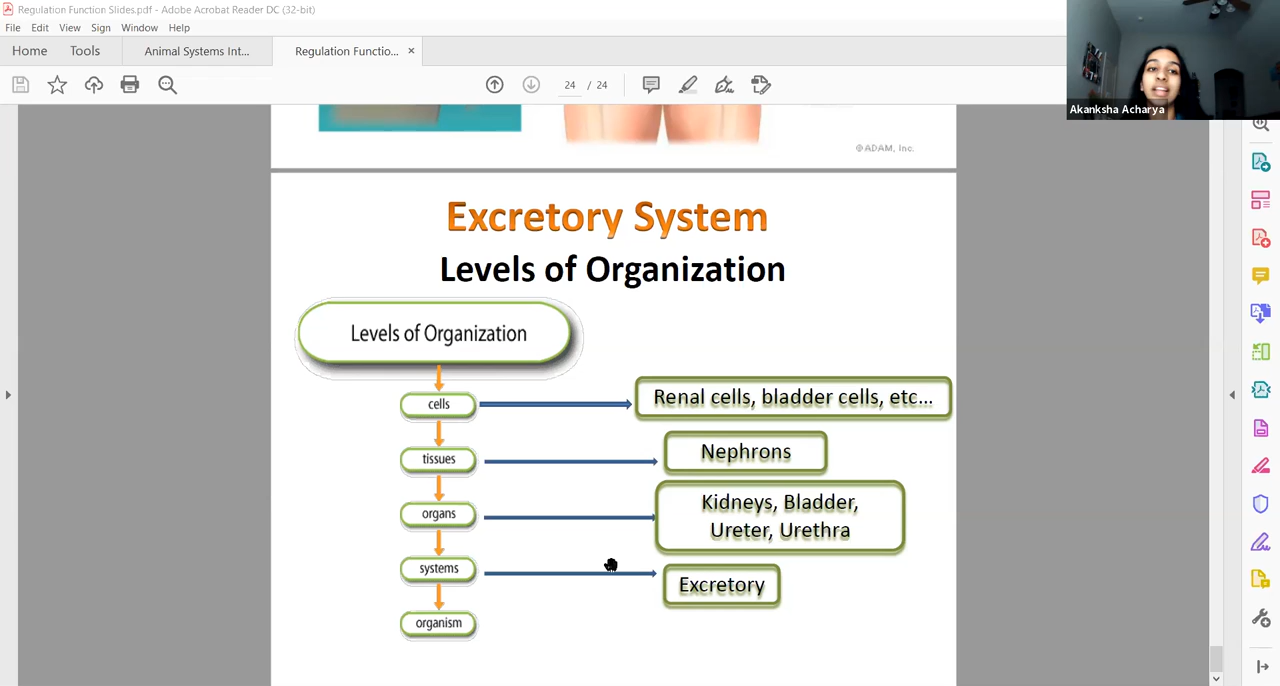 Regulation Function Slides.pdf - Adobe Acrobat Reader DC (32-bit)
File Edit View Sign Window Help
Home Tools Animal Systems Int... Regulation Functio... ×
24 / 24
Akanksha Acharya
@ADAM, Inc.
Excretory System
Levels of Organization
Levels of Organization
cells
Renal cells, bladder cells, etc...
tissues
Nephrons
organs
Kidneys, Bladder,
Ureter, Urethra
systems
Excretory
organism